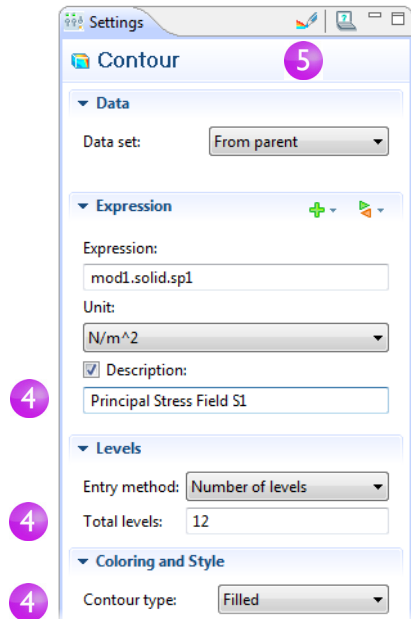 Settings
Contour
5
Data
Data set: From parent
Expression
Expression:
mod1.solid.sp1
Unit:
N/m^2
Description:
4 Principal Stress Field S1
Levels
Entry method: Number of levels
4 Total levels: 12
Coloring and Style
4 Contour type: Filled